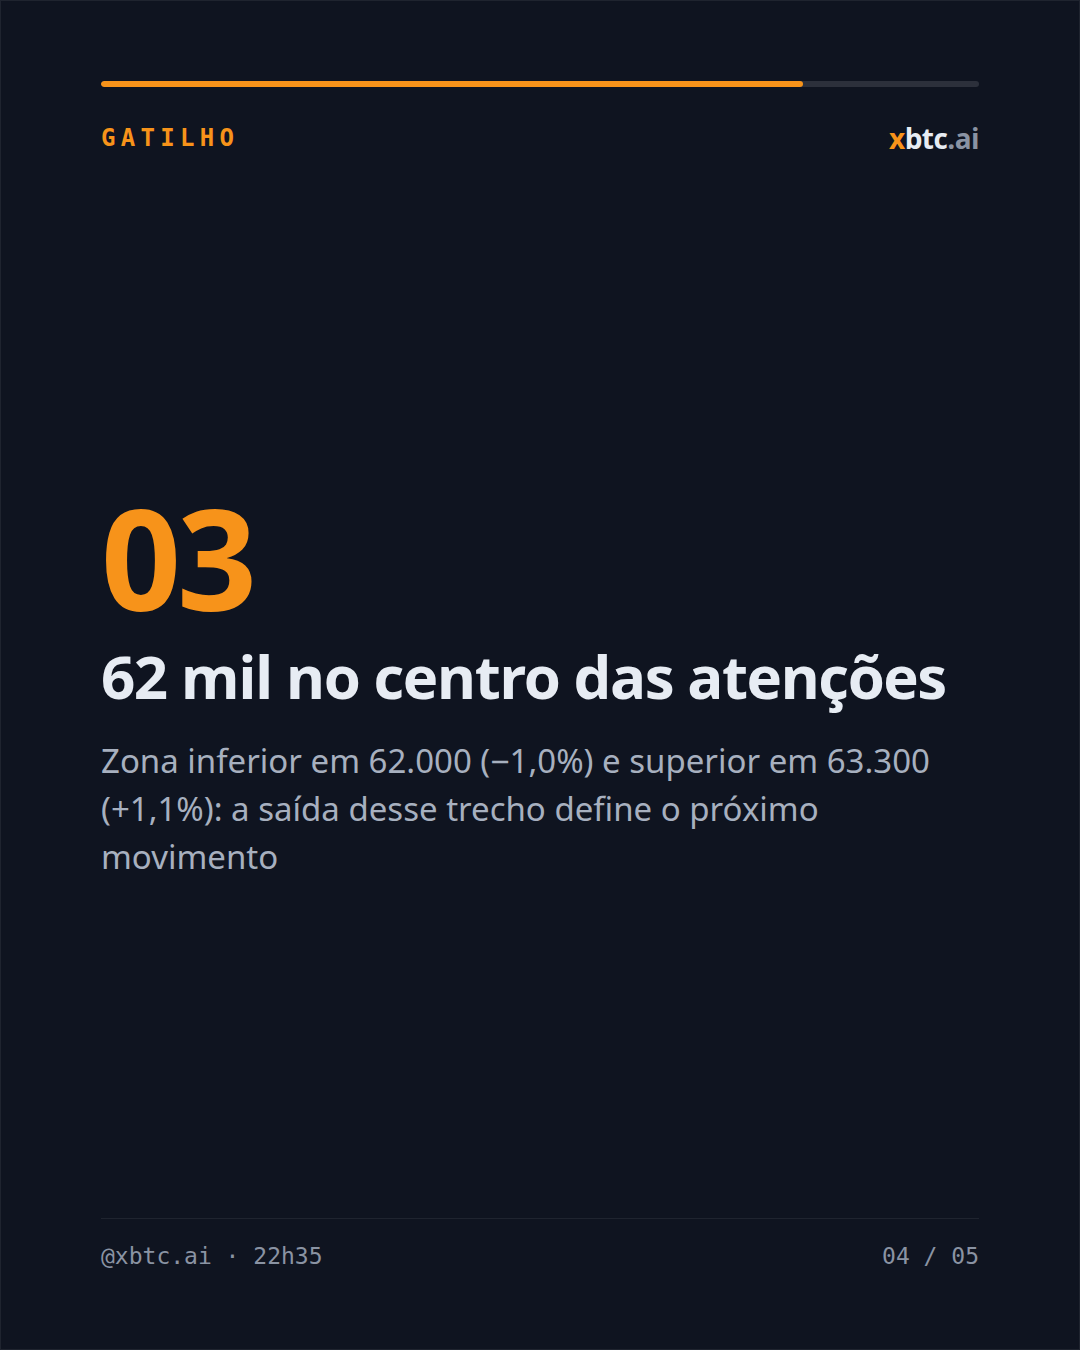 GATILHO
xbtc.ai
03
62 mil no centro das atenções
Zona inferior em 62.000 (−1,0%) e superior em 63.300
(+1,1%): a saída desse trecho define o próximo
movimento
@xbtc.ai · 22h35
04 / 05